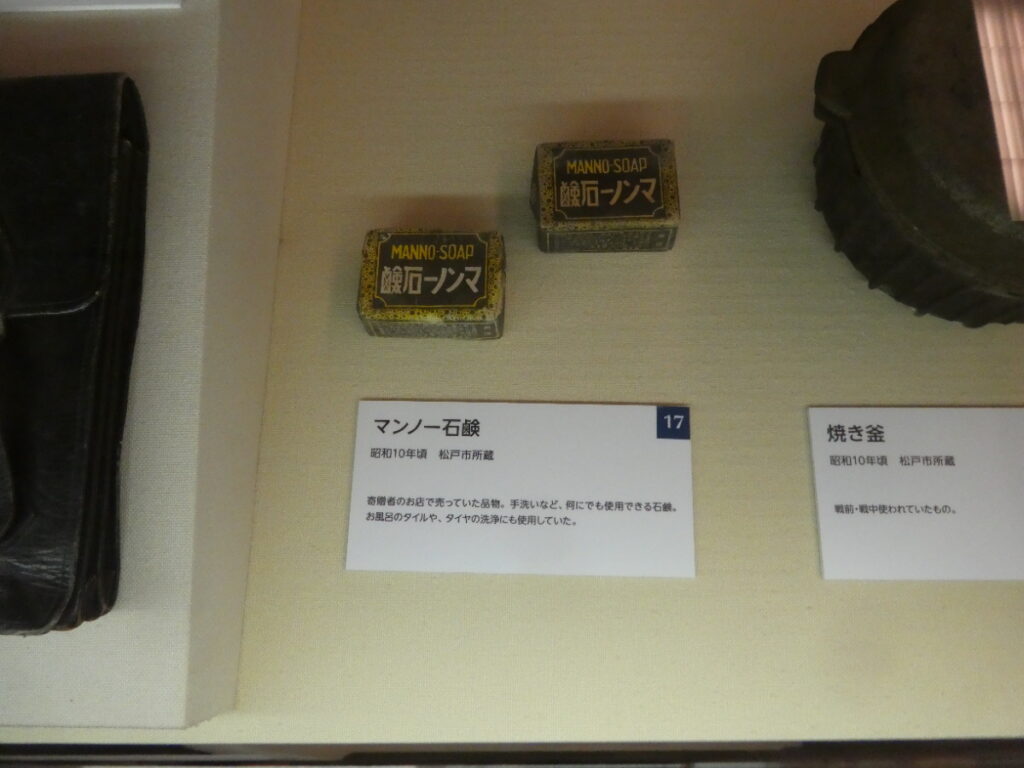 MANNO-SOAP
鹸石ーノンマ
MANNO-SOAP
鹸石ーノンマ
マンノー石鹸
17
昭和10年頃　松戸市所蔵
寄贈者のお店で売っていた品物。手洗いなど、何にでも使用できる石鹸。
お風呂のタイルや、タイヤの洗浄にも使用していた。
焼き釜
昭和10年頃　松戸市所蔵
戦前・戦中使われていたもの。